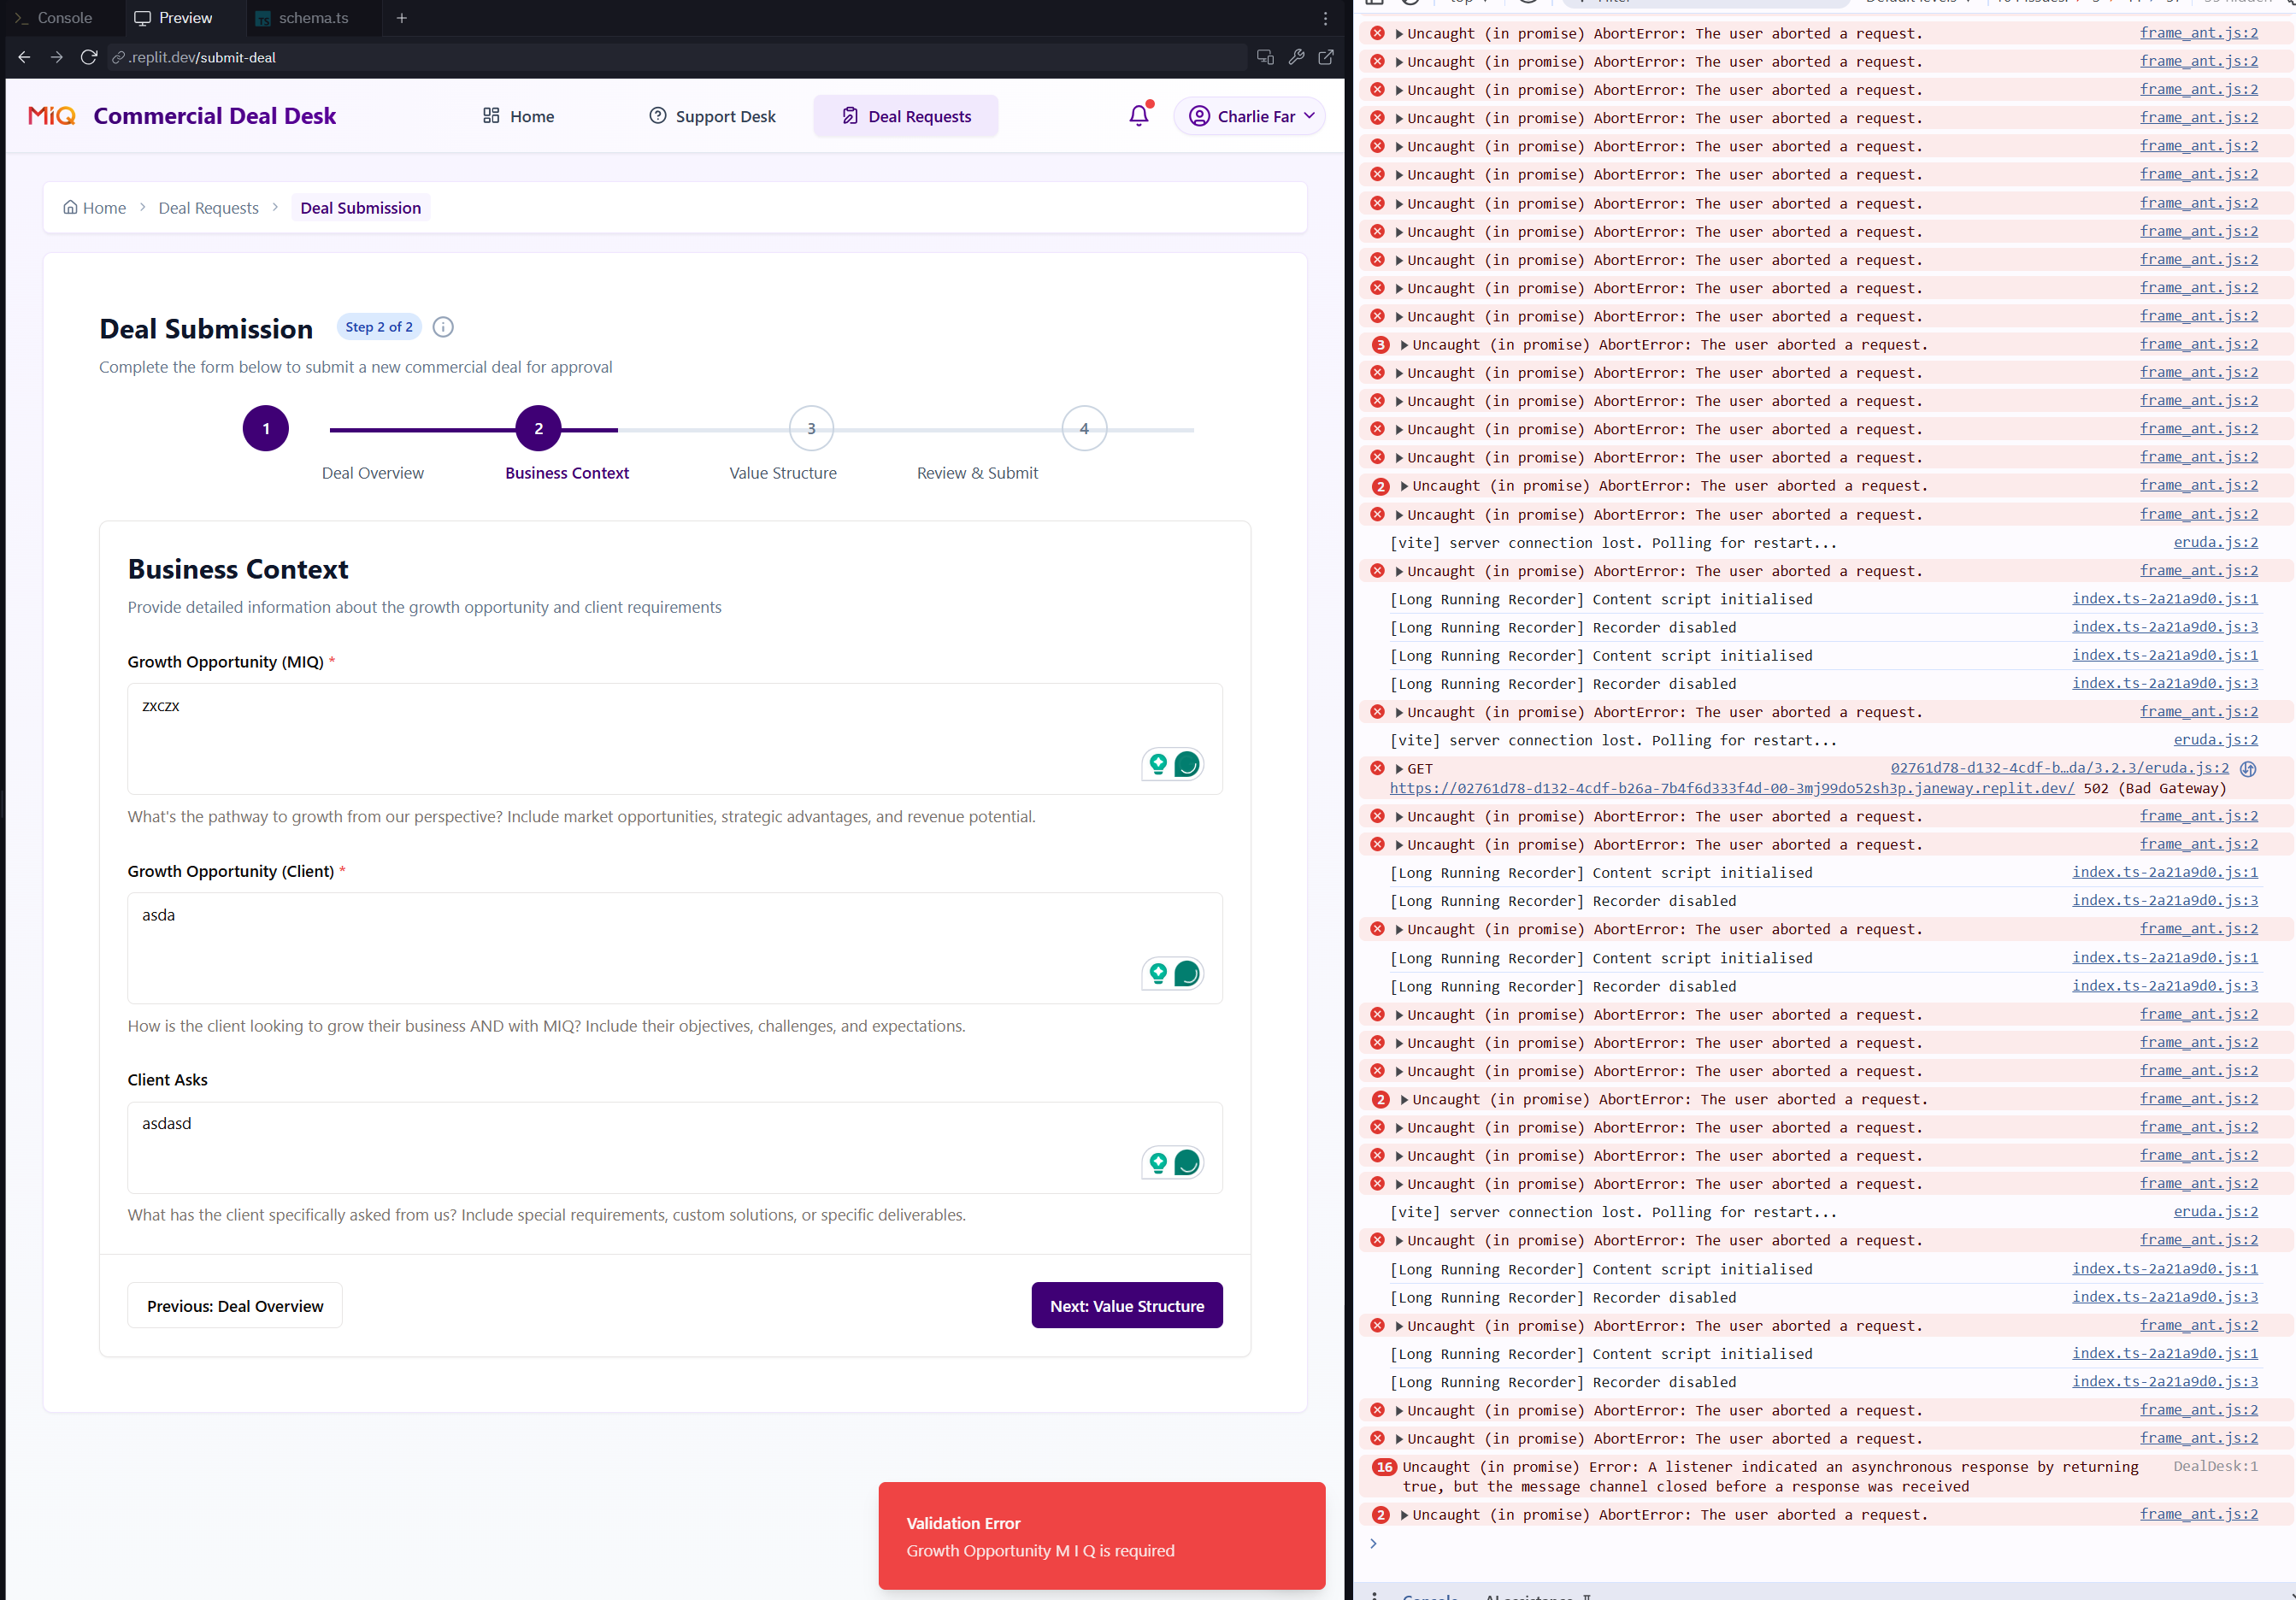 Console
Preview
schema.ts
.replit.dev/submit-deal
MiQ
Commercial Deal Desk
Home
Support Desk
Deal Requests
Charlie Far
Home
Deal Requests
Deal Submission
Deal Submission
Step 2 of 2
Complete the form below to submit a new commercial deal for approval
1
2
3
4
Deal Overview
Business Context
Value Structure
Review & Submit
Business Context
Provide detailed information about the growth opportunity and client requirements
Growth Opportunity (MIQ) *
zxczx
What's the pathway to growth from our perspective? Include market opportunities, strategic advantages, and revenue potential.
Growth Opportunity (Client) *
asda
How is the client looking to grow their business AND with MIQ? Include their objectives, challenges, and expectations.
Client Asks
asdasd
What has the client specifically asked from us? Include special requirements, custom solutions, or specific deliverables.
Previous: Deal Overview
Next: Value Structure
Validation Error
Growth Opportunity M I Q is required
Uncaught (in promise) AbortError: The user aborted a request. frame_ant.js:2
Uncaught (in promise) AbortError: The user aborted a request. frame_ant.js:2
Uncaught (in promise) AbortError: The user aborted a request. frame_ant.js:2
Uncaught (in promise) AbortError: The user aborted a request. frame_ant.js:2
Uncaught (in promise) AbortError: The user aborted a request. frame_ant.js:2
Uncaught (in promise) AbortError: The user aborted a request. frame_ant.js:2
Uncaught (in promise) AbortError: The user aborted a request. frame_ant.js:2
Uncaught (in promise) AbortError: The user aborted a request. frame_ant.js:2
Uncaught (in promise) AbortError: The user aborted a request. frame_ant.js:2
Uncaught (in promise) AbortError: The user aborted a request. frame_ant.js:2
Uncaught (in promise) AbortError: The user aborted a request. frame_ant.js:2
3 Uncaught (in promise) AbortError: The user aborted a request. frame_ant.js:2
Uncaught (in promise) AbortError: The user aborted a request. frame_ant.js:2
Uncaught (in promise) AbortError: The user aborted a request. frame_ant.js:2
Uncaught (in promise) AbortError: The user aborted a request. frame_ant.js:2
Uncaught (in promise) AbortError: The user aborted a request. frame_ant.js:2
2 Uncaught (in promise) AbortError: The user aborted a request. frame_ant.js:2
Uncaught (in promise) AbortError: The user aborted a request. frame_ant.js:2
[vite] server connection lost. Polling for restart... eruda.js:2
Uncaught (in promise) AbortError: The user aborted a request. frame_ant.js:2
[Long Running Recorder] Content script initialised index.ts-2a21a9d0.js:1
[Long Running Recorder] Recorder disabled index.ts-2a21a9d0.js:3
[Long Running Recorder] Content script initialised index.ts-2a21a9d0.js:1
[Long Running Recorder] Recorder disabled index.ts-2a21a9d0.js:3
Uncaught (in promise) AbortError: The user aborted a request. frame_ant.js:2
[vite] server connection lost. Polling for restart... eruda.js:2
GET 02761d78-d132-4cdf-b…da/3.2.3/eruda.js:2
https://02761d78-d132-4cdf-b26a-7b4f6d333f4d-00-3mj99do52sh3p.janeway.replit.dev/ 502 (Bad Gateway)
Uncaught (in promise) AbortError: The user aborted a request. frame_ant.js:2
Uncaught (in promise) AbortError: The user aborted a request. frame_ant.js:2
[Long Running Recorder] Content script initialised index.ts-2a21a9d0.js:1
[Long Running Recorder] Recorder disabled index.ts-2a21a9d0.js:3
Uncaught (in promise) AbortError: The user aborted a request. frame_ant.js:2
[Long Running Recorder] Content script initialised index.ts-2a21a9d0.js:1
[Long Running Recorder] Recorder disabled index.ts-2a21a9d0.js:3
Uncaught (in promise) AbortError: The user aborted a request. frame_ant.js:2
Uncaught (in promise) AbortError: The user aborted a request. frame_ant.js:2
Uncaught (in promise) AbortError: The user aborted a request. frame_ant.js:2
2 Uncaught (in promise) AbortError: The user aborted a request. frame_ant.js:2
Uncaught (in promise) AbortError: The user aborted a request. frame_ant.js:2
Uncaught (in promise) AbortError: The user aborted a request. frame_ant.js:2
Uncaught (in promise) AbortError: The user aborted a request. frame_ant.js:2
[vite] server connection lost. Polling for restart... eruda.js:2
Uncaught (in promise) AbortError: The user aborted a request. frame_ant.js:2
[Long Running Recorder] Content script initialised index.ts-2a21a9d0.js:1
[Long Running Recorder] Recorder disabled index.ts-2a21a9d0.js:3
Uncaught (in promise) AbortError: The user aborted a request. frame_ant.js:2
[Long Running Recorder] Content script initialised index.ts-2a21a9d0.js:1
[Long Running Recorder] Recorder disabled index.ts-2a21a9d0.js:3
Uncaught (in promise) AbortError: The user aborted a request. frame_ant.js:2
Uncaught (in promise) AbortError: The user aborted a request. frame_ant.js:2
16 Uncaught (in promise) Error: A listener indicated an asynchronous response by returning DealDesk:1
true, but the message channel closed before a response was received
2 Uncaught (in promise) AbortError: The user aborted a request. frame_ant.js:2